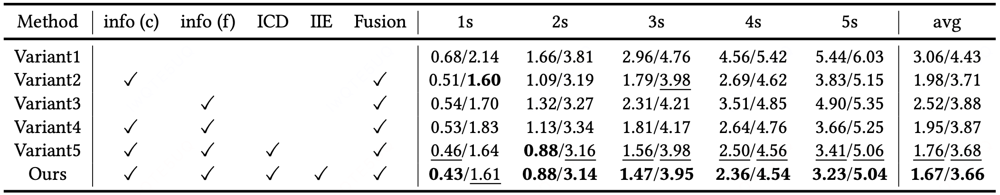 Method info (c) info (f) ICD IIE Fusion 1s 2s 3s 4s 5s avg
Variant1 0.68/2.14 1.66/3.81 2.96/4.76 4.56/5.42 5.44/6.03 3.06/4.43
Variant2 ✓ ✓ 0.51/1.60 1.09/3.19 1.79/3.98 2.69/4.62 3.83/5.15 1.98/3.71
Variant3 ✓ ✓ 0.54/1.70 1.32/3.27 2.31/4.21 3.51/4.85 4.90/5.35 2.52/3.88
Variant4 ✓ ✓ ✓ 0.53/1.83 1.13/3.34 1.81/4.17 2.64/4.76 3.66/5.25 1.95/3.87
Variant5 ✓ ✓ ✓ ✓ 0.46/1.64 0.88/3.16 1.56/3.98 2.50/4.56 3.41/5.06 1.76/3.68
Ours ✓ ✓ ✓ ✓ ✓ 0.43/1.61 0.88/3.14 1.47/3.95 2.36/4.54 3.23/5.04 1.67/3.66